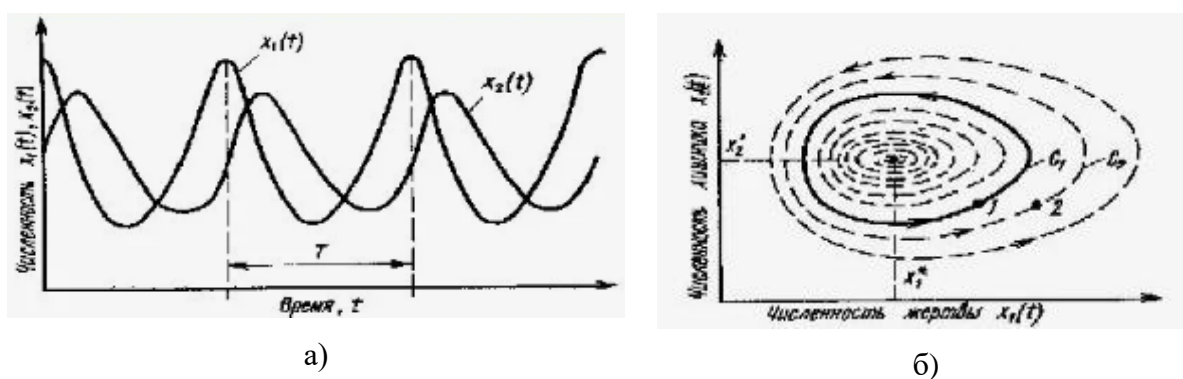 Численность x₁(t), x₂(t)
x₁(t)
x₂(t)
T
Время, t
а)
Численность хищника x₂(t)
x₂*
C₁
C₂
1
2
x₁*
Численность жертвы x₁(t)
б)